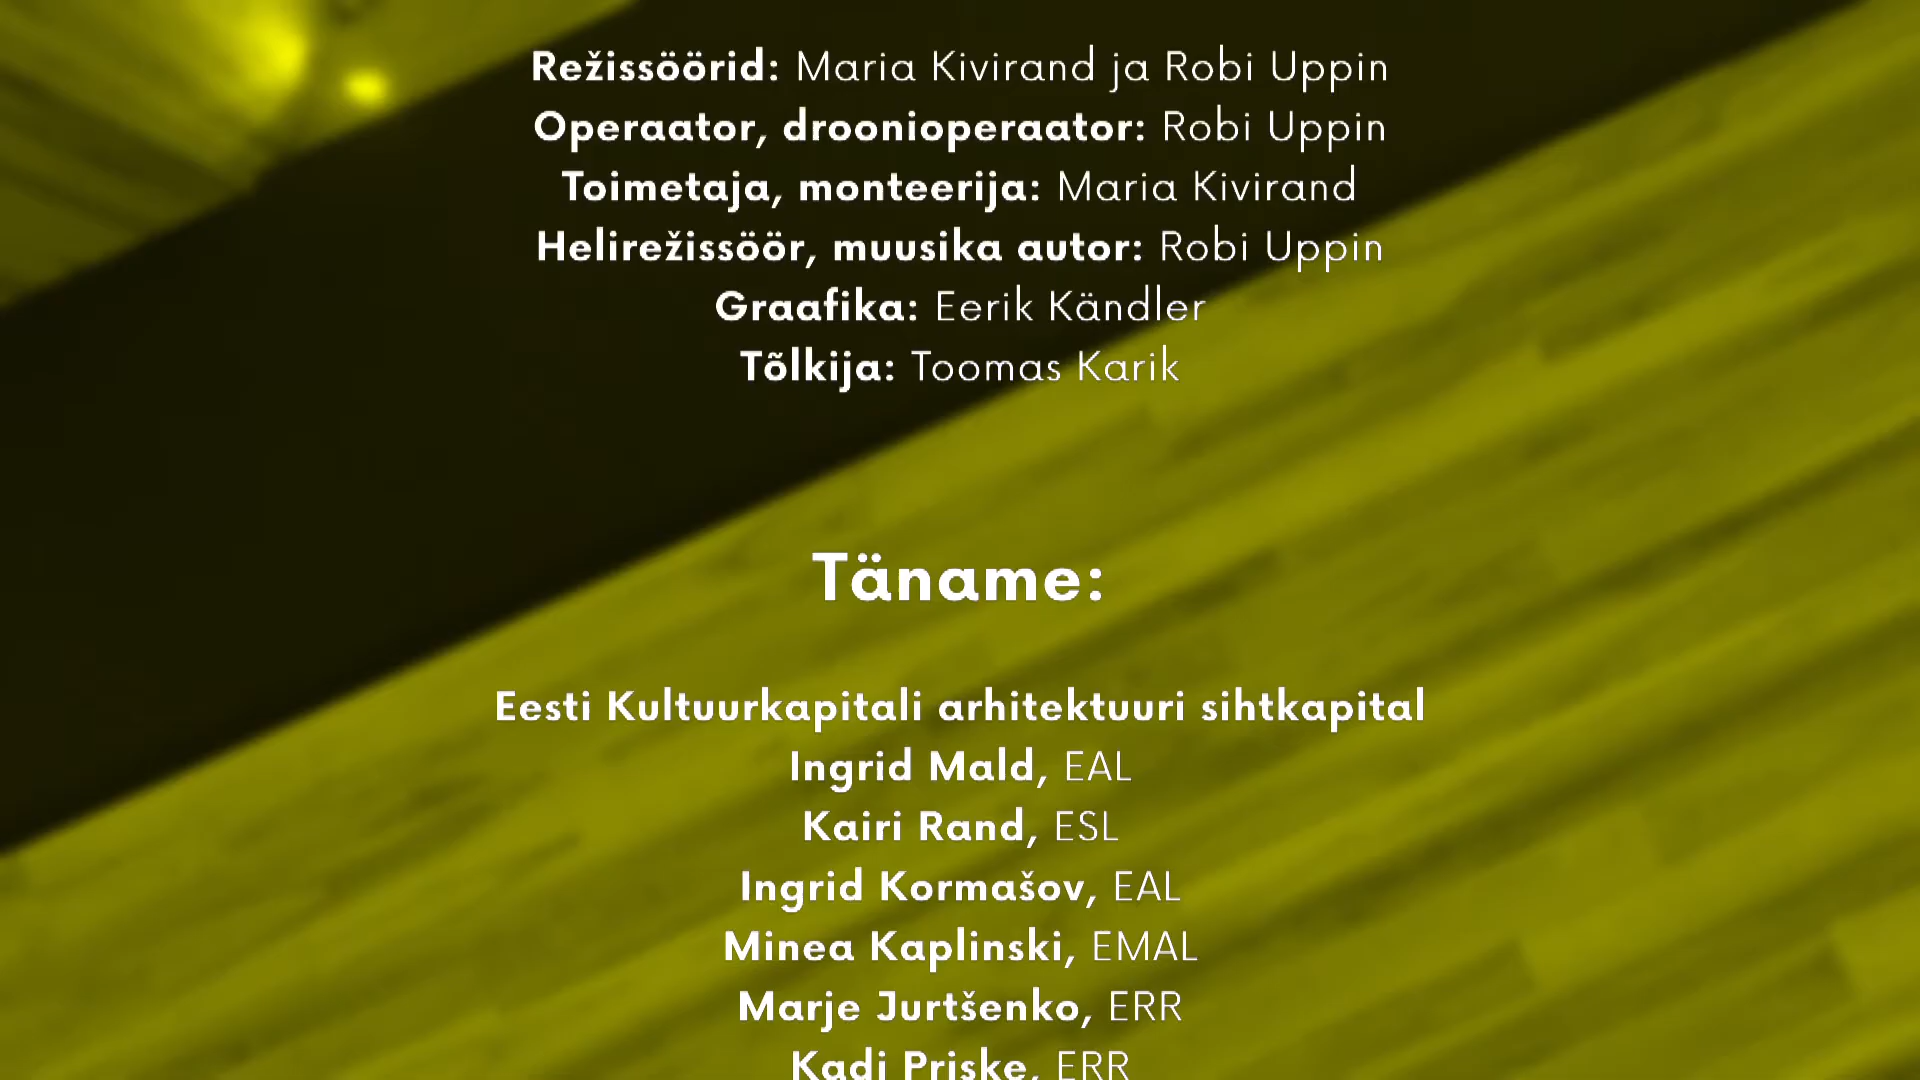 Režissöörid: Maria Kivirand ja Robi Uppin
Operaator, droonioperaator: Robi Uppin
Toimetaja, monteerija: Maria Kivirand
Helirežissöör, muusika autor: Robi Uppin
Graafika: Eerik Kändler
Tõlkija: Toomas Karik
Täname:
Eesti Kultuurkapitali arhitektuuri sihtkapital
Ingrid Mald, EAL
Kairi Rand, ESL
Ingrid Kormašov, EAL
Minea Kaplinski, EMAL
Marje Jurtšenko, ERR
Kadi Priske, ERR